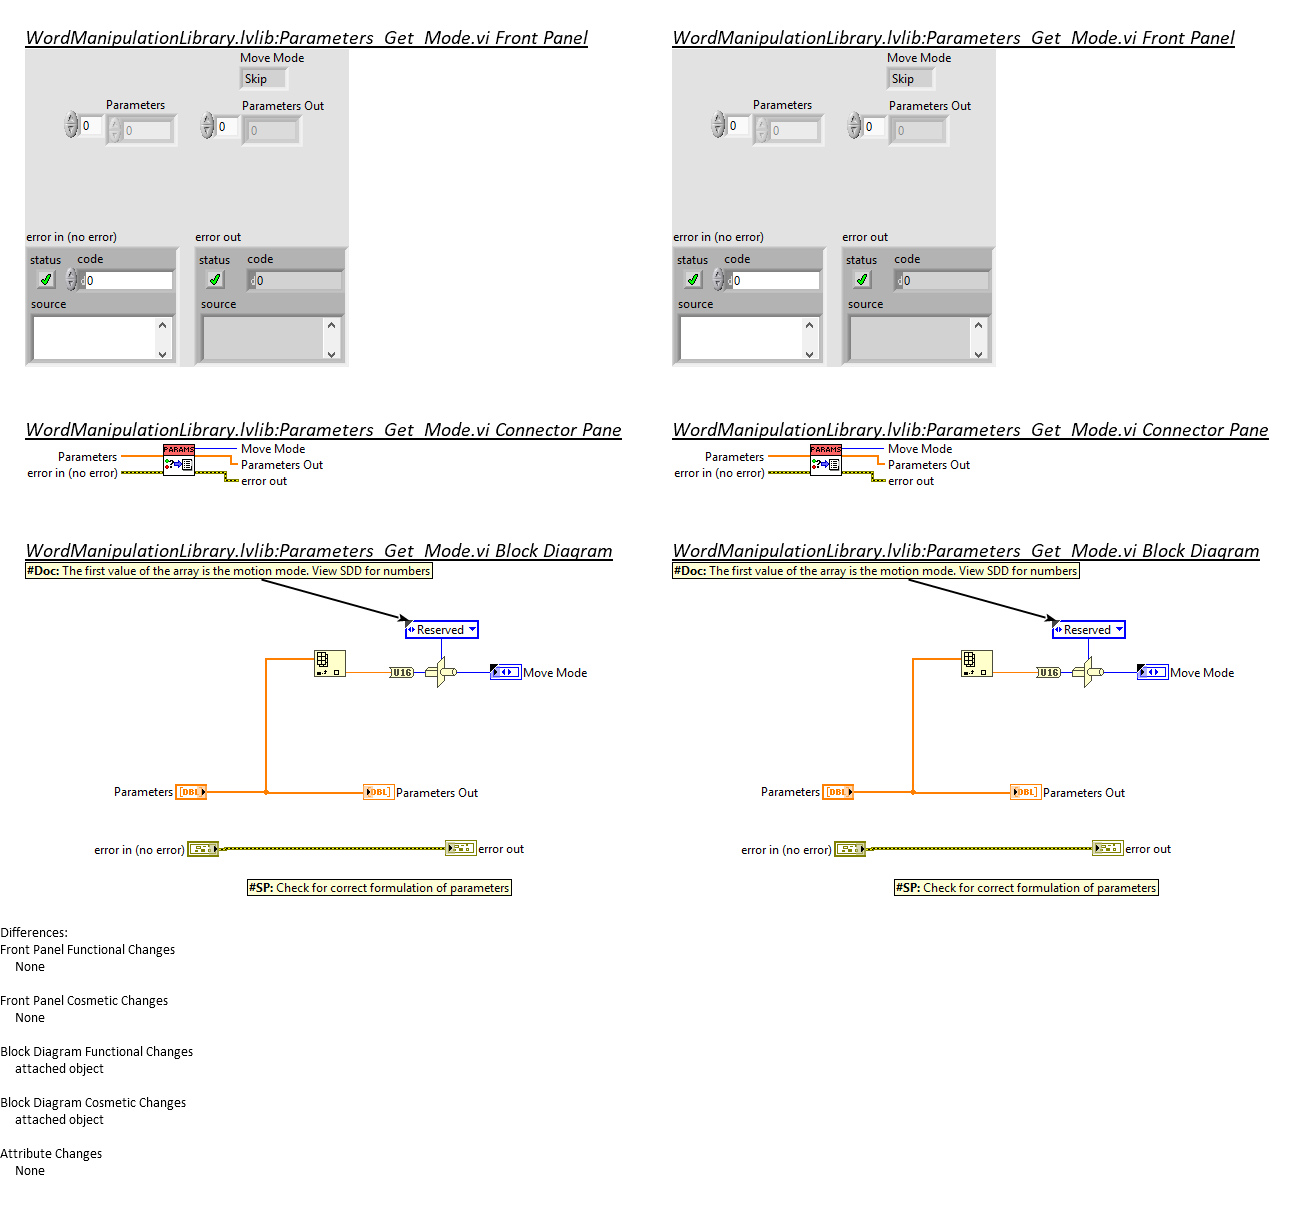 WordManipulationLibrary.lvlib:Parameters_Get_Mode.vi Front Panel
Move Mode
Skip
Parameters
Parameters Out
0
0
0
0
error in (no error)
error out
status
code
status
code
0
0
source
source
WordManipulationLibrary.lvlib:Parameters_Get_Mode.vi Front Panel
Move Mode
Skip
Parameters
Parameters Out
0
0
0
0
error in (no error)
error out
status
code
status
code
0
0
source
source
WordManipulationLibrary.lvlib:Parameters_Get_Mode.vi Connector Pane
PARAMS
Move Mode
Parameters
Parameters Out
error in (no error)
error out
WordManipulationLibrary.lvlib:Parameters_Get_Mode.vi Connector Pane
PARAMS
Move Mode
Parameters
Parameters Out
error in (no error)
error out
WordManipulationLibrary.lvlib:Parameters_Get_Mode.vi Block Diagram
#Doc: The first value of the array is the motion mode. View SDD for numbers
Reserved
U16
Move Mode
Parameters
[DBL]
[DBL]
Parameters Out
error in (no error)
error out
#SP: Check for correct formulation of parameters
WordManipulationLibrary.lvlib:Parameters_Get_Mode.vi Block Diagram
#Doc: The first value of the array is the motion mode. View SDD for numbers
Reserved
U16
Move Mode
Parameters
[DBL]
[DBL]
Parameters Out
error in (no error)
error out
#SP: Check for correct formulation of parameters
Differences:
Front Panel Functional Changes
None
Front Panel Cosmetic Changes
None
Block Diagram Functional Changes
attached object
Block Diagram Cosmetic Changes
attached object
Attribute Changes
None